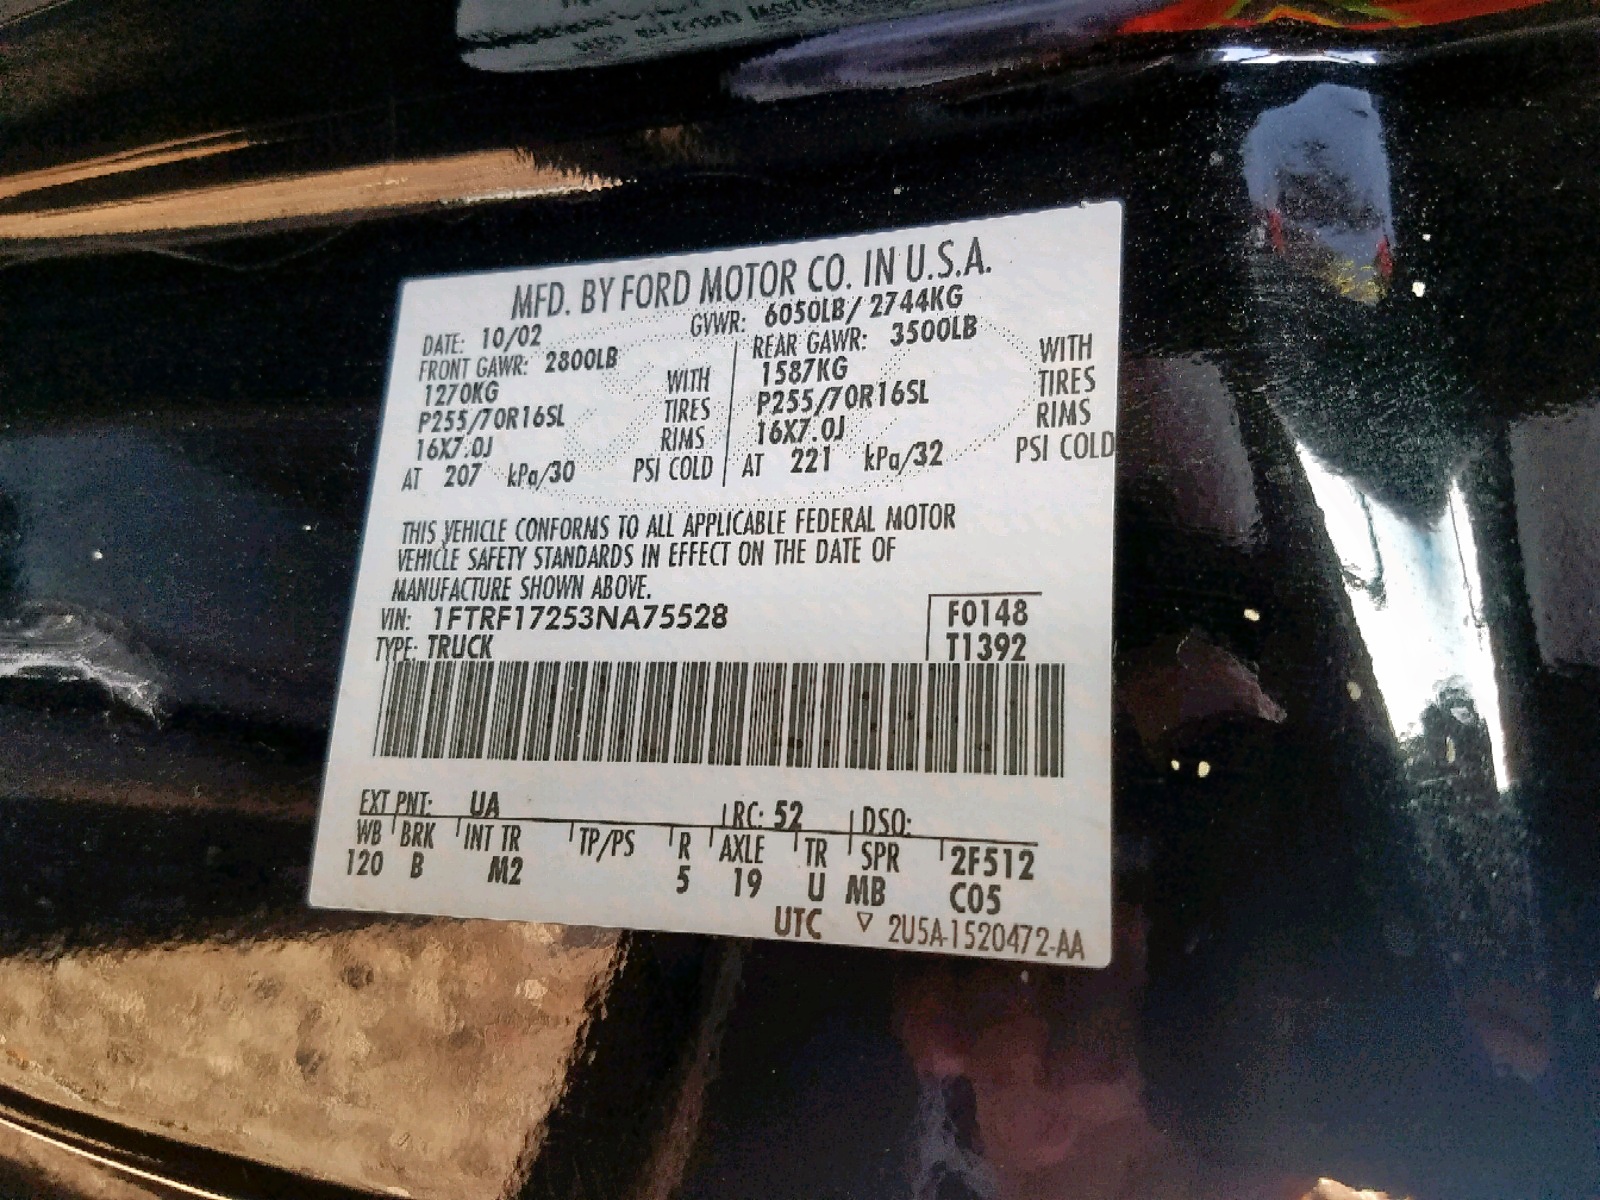 MFD. BY FORD MOTOR CO. IN U.S.A.
DATE: 10/02 GVWR: 6050LB/ 2744KG
FRONT GAWR: 2800LB REAR GAWR: 3500LB
1270KG WITH 1587KG WITH
P255/70R16SL TIRES P255/70R16SL TIRES
16X7.0J RIMS 16X7.0J RIMS
AT 207 kPa/30 PSI COLD AT 221 kPa/32 PSI COLD
THIS VEHICLE CONFORMS TO ALL APPLICABLE FEDERAL MOTOR
VEHICLE SAFETY STANDARDS IN EFFECT ON THE DATE OF
MANUFACTURE SHOWN ABOVE.
VIN: 1FTRF17253NA75528 F0148
TYPE: TRUCK T1392
EXT PNT: UA RC: 52 DSO:
WB BRK INT TR TP/PS R AXLE TR SPR 2F512
120 B M2 5 19 U MB C05
UTC ▽ 2U5A-1520472-AA